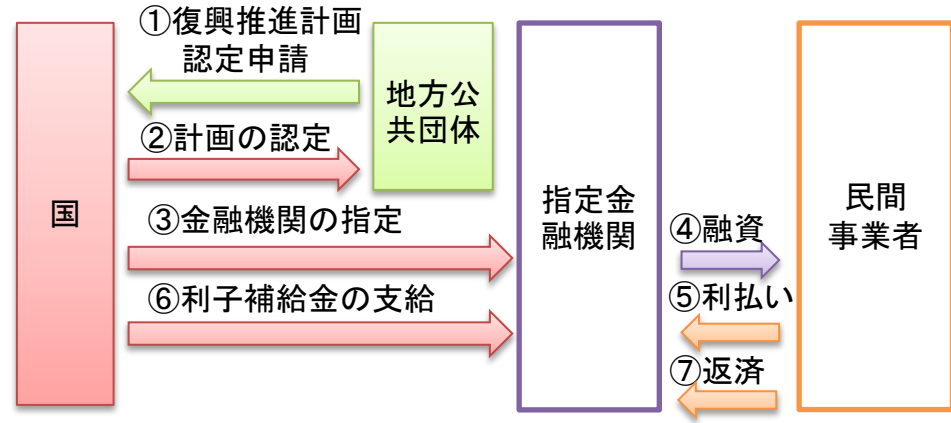 ①復興推進計画
認定申請
地方公
共団体
②計画の認定
国
③金融機関の指定
指定金
融機関
民間
事業者
④融資
⑥利子補給金の支給
⑤利払い
⑦返済